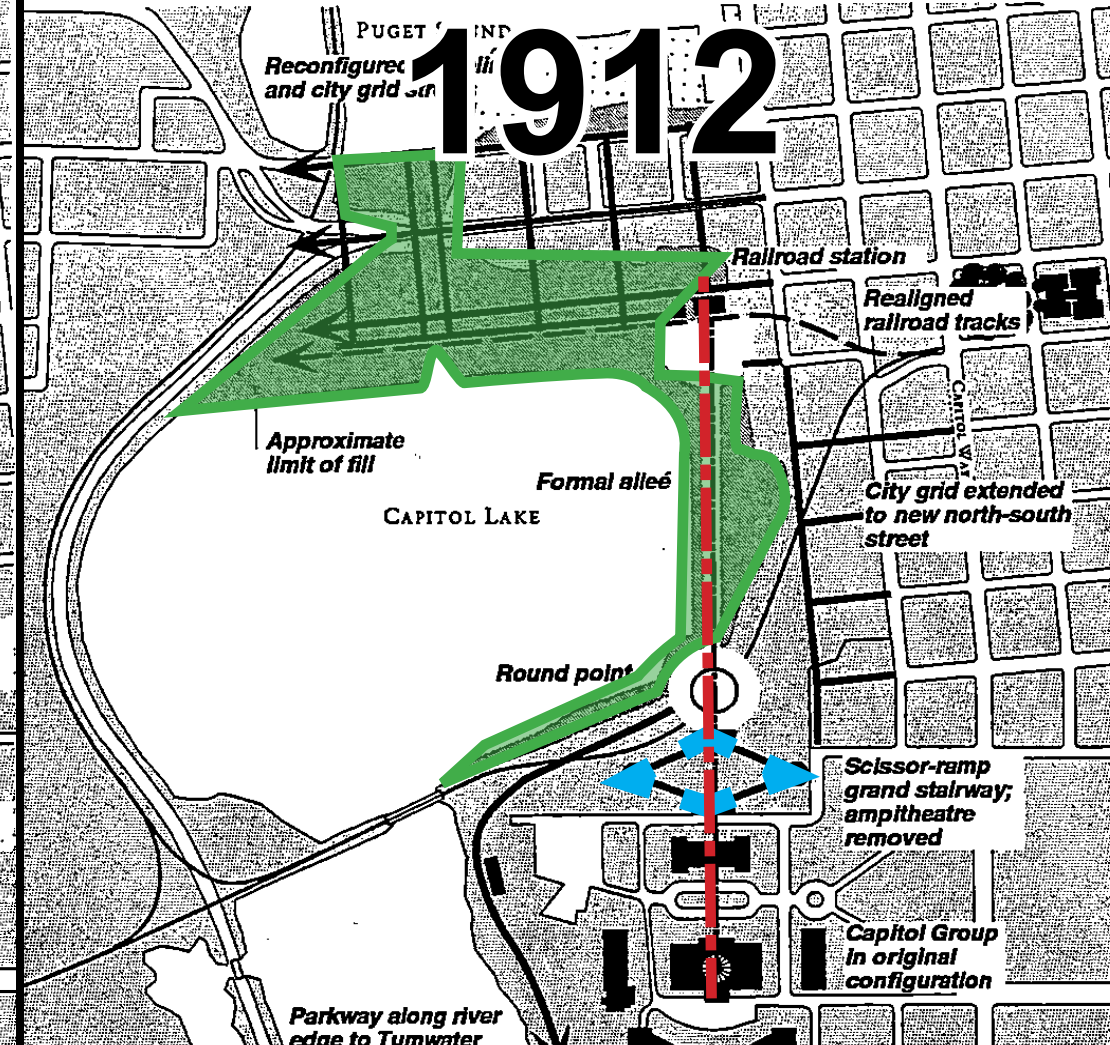 1912
PUGET
Reconfigured
and city grid
Railroad station
Realigned
railroad tracks
CAPITOL WAY
Approximate
limit of fill
Formal alleé
City grid extended
to new north-south
street
CAPITOL LAKE
Round point
Scissor-ramp
grand stairway;
ampitheatre
removed
Capitol Group
in original
configuration
Parkway along river
edge to Tumwater